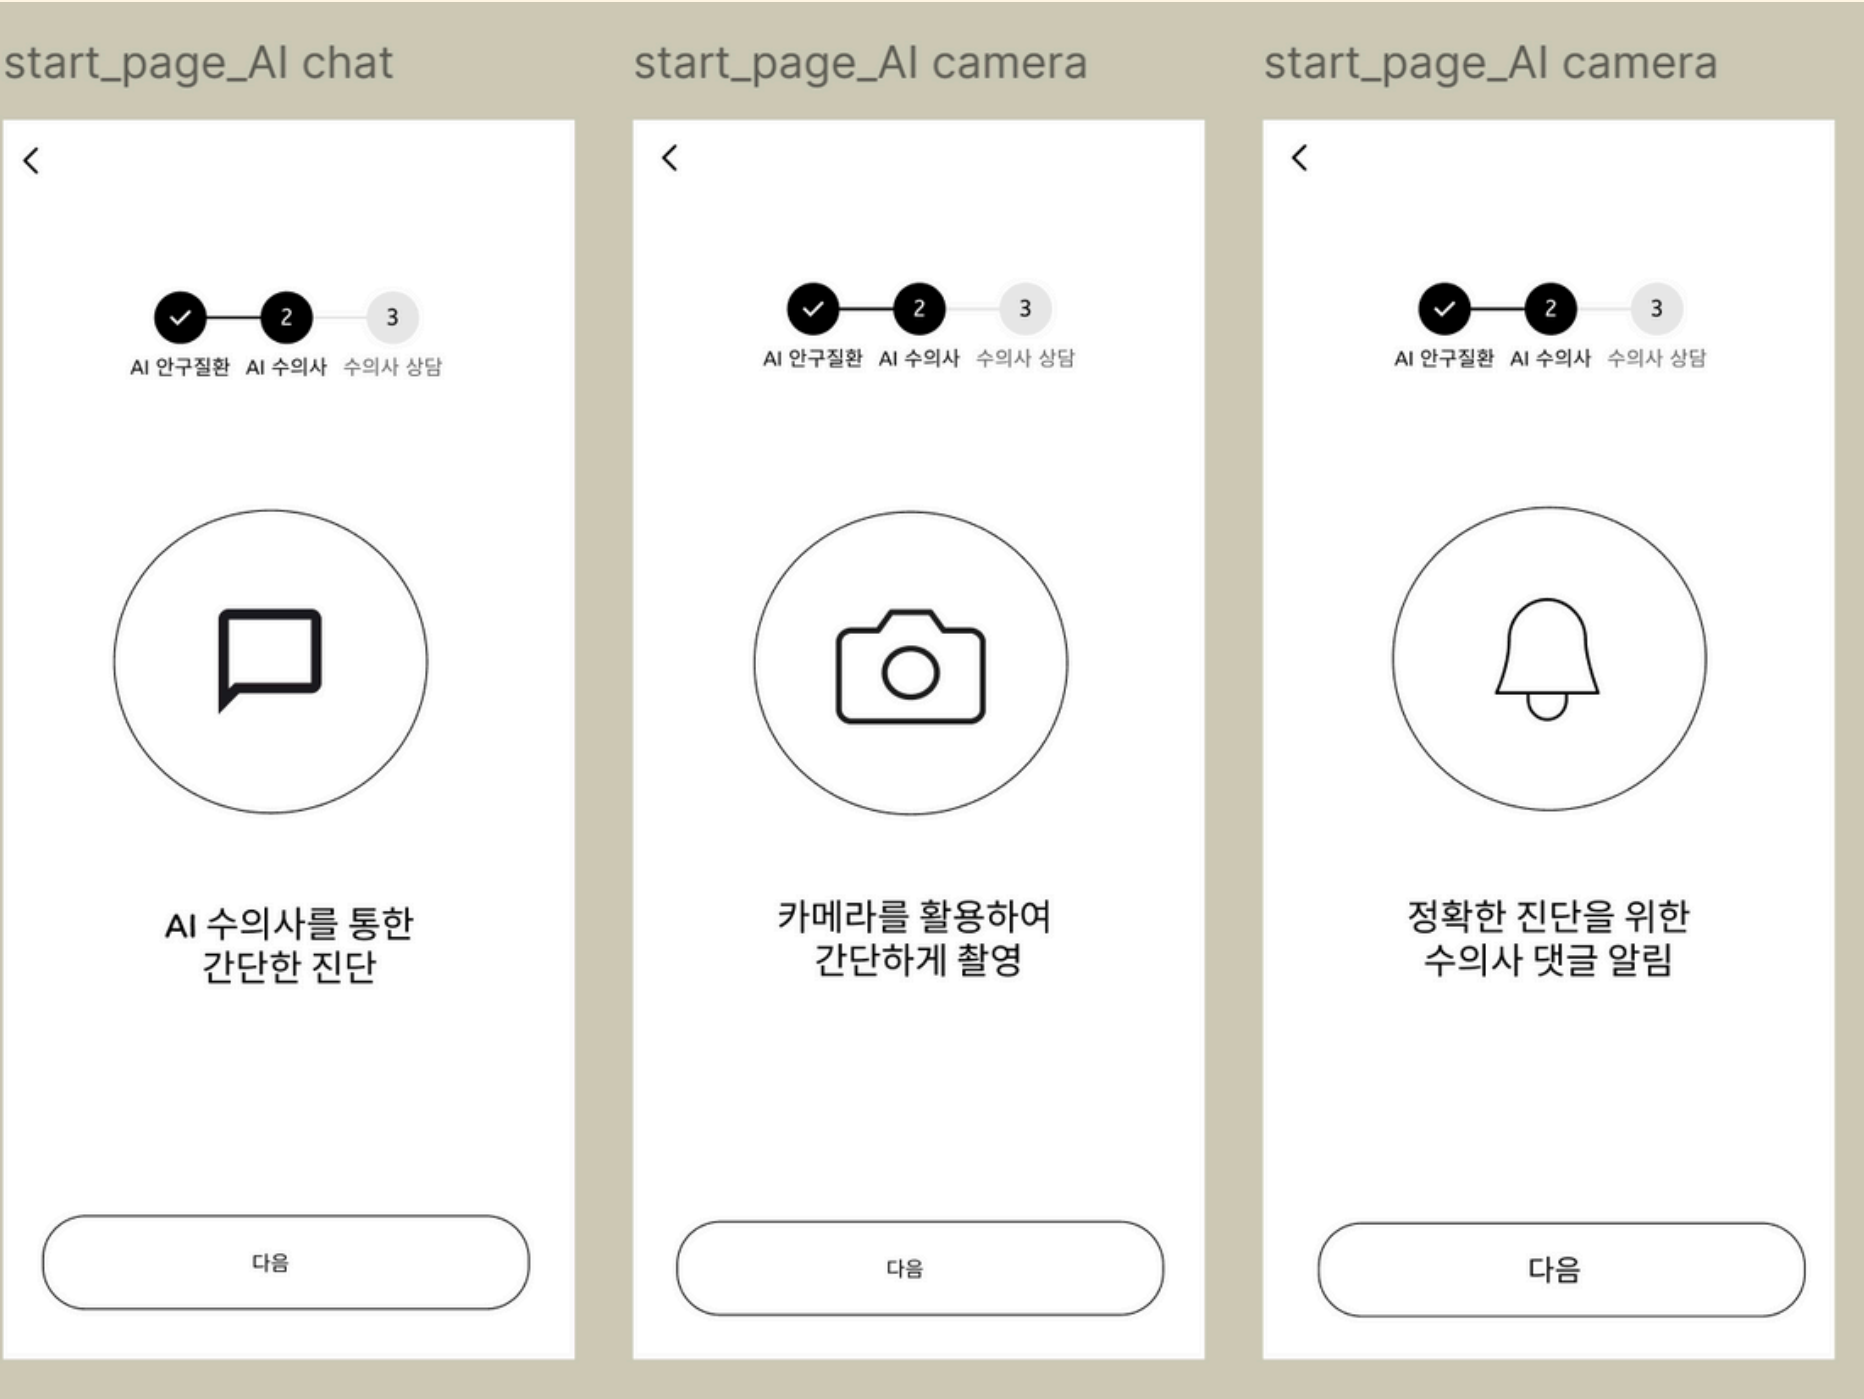 start_page_AI chat
2
3
AI 안구질환
AI 수의사
수의사 상담
AI 수의사를 통한
간단한 진단
다음
start_page_AI camera
2
3
AI 안구질환
AI 수의사
수의사 상담
카메라를 활용하여
간단하게 촬영
다음
start_page_AI camera
2
3
AI 안구질환
AI 수의사
수의사 상담
정확한 진단을 위한
수의사 댓글 알림
다음